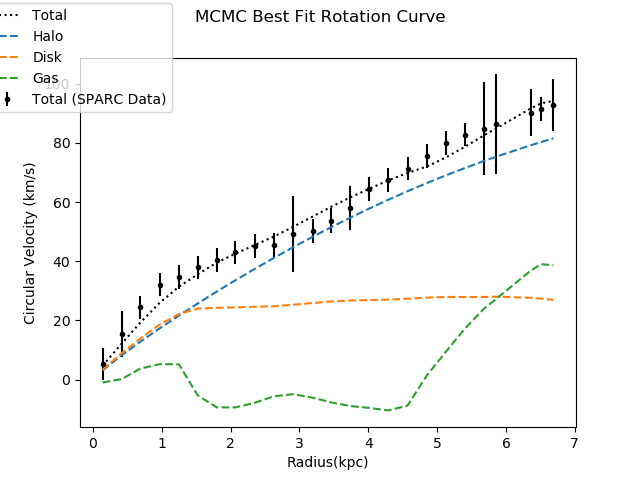 MCMC Best Fit Rotation Curve
Total
Halo
Disk
Gas
Total (SPARC Data)
100
80
60
40
20
0
Circular Velocity (km/s)
0 1 2 3 4 5 6 7
Radius(kpc)